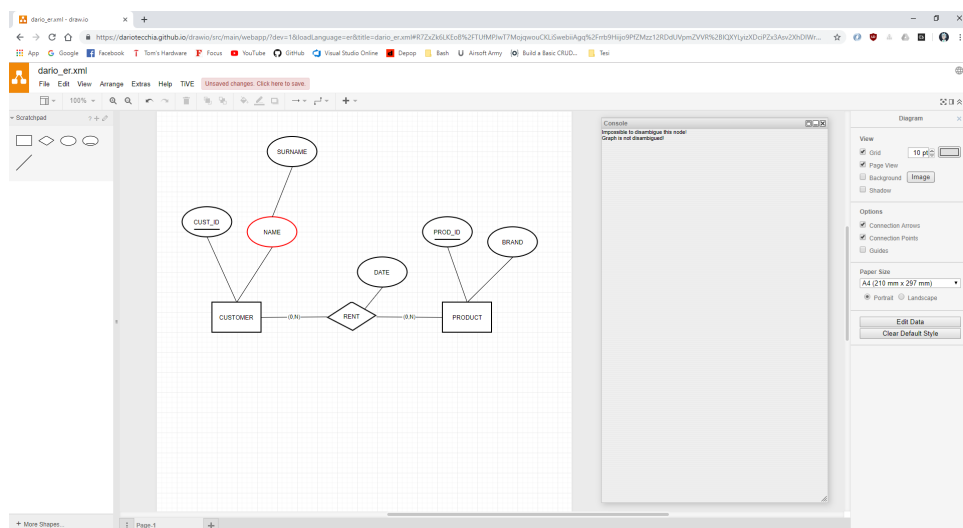 dario_er.xml - draw.io
https://dariotecchia.github.io/drawio/src/main/webapp/?dev=1&loadLanguage=er&title=dario_er.xml#R7ZxZk6LKEoB%2FTUfMPJwT7MojqwouCKLiSwebiiAgq%2Frrb9Hijo9PfZMzz12RDdUVpmZVVR%2BIQXYLyizXDciPZx3Asv2XhDIWr...
App G Google Facebook Tom's Hardware Focus YouTube GitHub Visual Studio Online Depop Bash Airsoft Army Build a Basic CRUD... Tesi
dario_er.xml
File Edit View Arrange Extras Help TIVE Unsaved changes. Click here to save.
100%
Scratchpad
Console
Impossible to disambigue this node!
Graph is not disambigued!
SURNAME
CUST_ID
NAME
PROD_ID
BRAND
DATE
CUSTOMER
(0,N)
RENT
(0,N)
PRODUCT
Diagram
View
Grid 10 pt
Page View
Background Image
Shadow
Options
Connection Arrows
Connection Points
Guides
Paper Size
A4 (210 mm x 297 mm)
Portrait Landscape
Edit Data
Clear Default Style
+ More Shapes...
Page-1